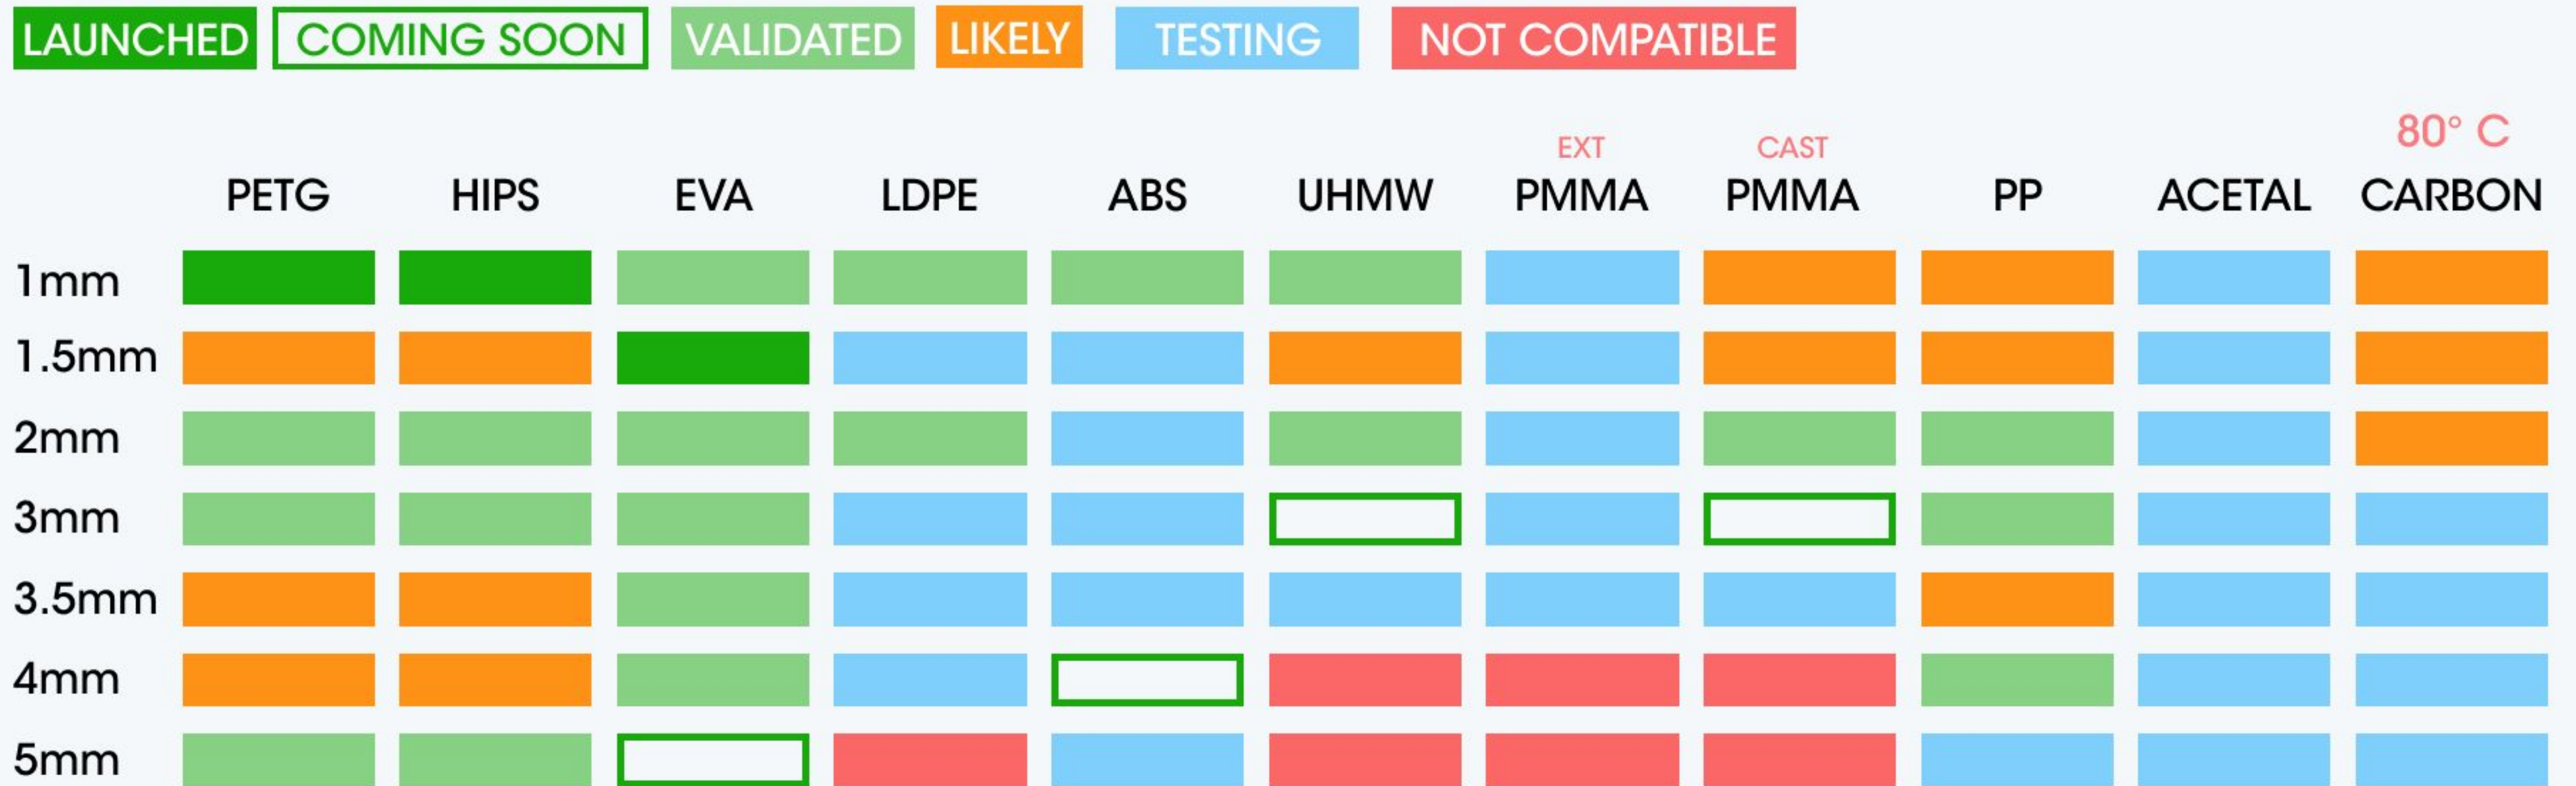 LAUNCHED COMING SOON VALIDATED LIKELY TESTING NOT COMPATIBLE
80° C
EXT CAST
PETG HIPS EVA LDPE ABS UHMW PMMA PMMA PP ACETAL CARBON
1mm
1.5mm
2mm
3mm
3.5mm
4mm
5mm